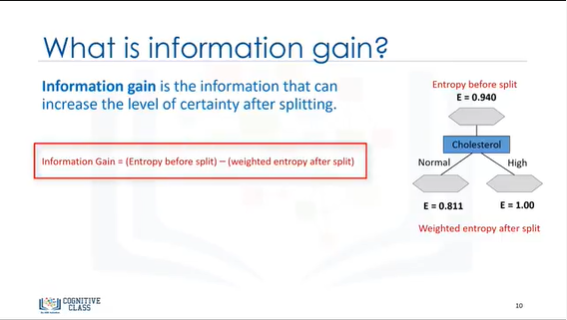 What is information gain?
Information gain is the information that can
increase the level of certainty after splitting.
Information Gain = (Entropy before split) – (weighted entropy after split)
Entropy before split
E = 0.940
Cholesterol
Normal
High
E = 0.811
E = 1.00
Weighted entropy after split
COGNITIVE
CLASS
10